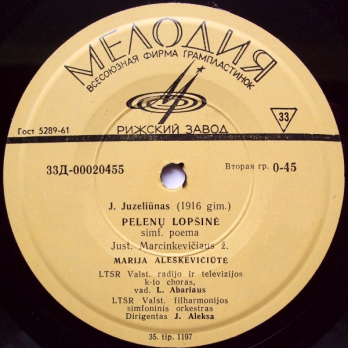 МЕЛОДИЯ
ВСЕСОЮЗНАЯ ФИРМА ГРАМПЛАСТИНОК
Гост 5289-61
33
РИЖСКИЙ ЗАВОД
33Д-00020455
Вторая гр. 0-45
J. Juzeliūnas (1916 gim.)
PELENŲ LOPŠINĖ
simf. poema
Just. Marcinkevičiaus ž.
MARIJA ALEŠKEVIČIŪTĖ
LTSR Valst. radijo ir televizijos
k-to choras,
vad. L. Abariaus
LTSR Valst. filharmonijos
simfoninis orkestras
Dirigentas J. Aleksa
35. tip. 1197